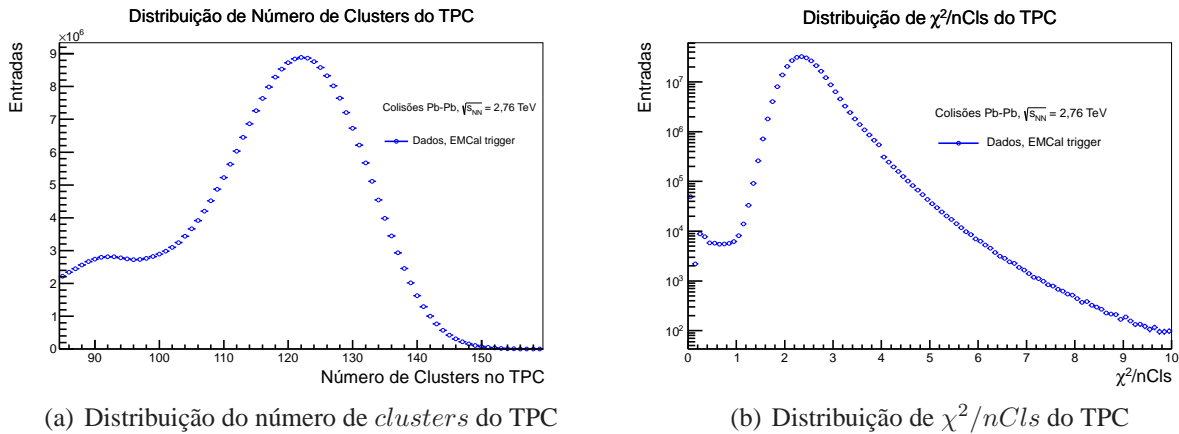 Distribuição de Número de Clusters do TPC
×10⁶
Entradas
9
8
7
6
5
4
3
2
1
0
Colisões Pb-Pb, √sNN = 2,76 TeV
Dados, EMCal trigger
90 100 110 120 130 140 150
Número de Clusters no TPC
(a) Distribuição do número de clusters do TPC
Distribuição de χ²/nCls do TPC
Entradas
10⁷
10⁶
10⁵
10⁴
10³
10²
Colisões Pb-Pb, √sNN = 2,76 TeV
Dados, EMCal trigger
0 1 2 3 4 5 6 7 8 9 10
χ²/nCls
(b) Distribuição de χ²/nCls do TPC